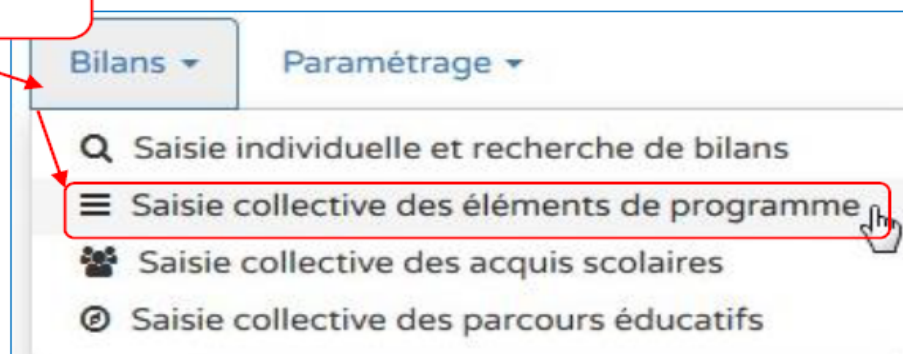 Bilans Paramétrage
Saisie individuelle et recherche de bilans
Saisie collective des éléments de programme
Saisie collective des acquis scolaires
Saisie collective des parcours éducatifs